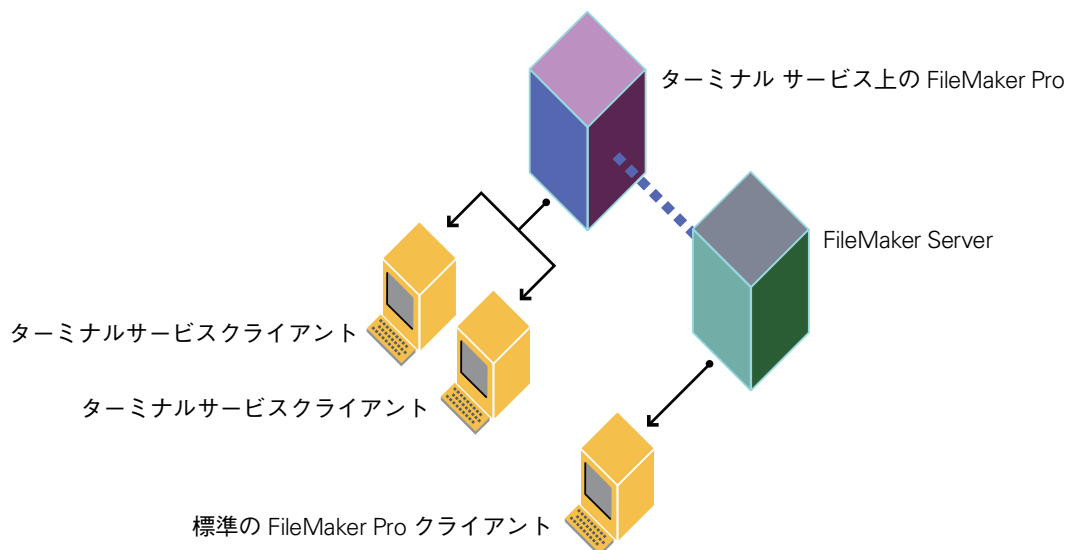 ターミナル サービス上の FileMaker Pro
FileMaker Server
ターミナルサービスクライアント
ターミナルサービスクライアント
標準の FileMaker Pro クライアント